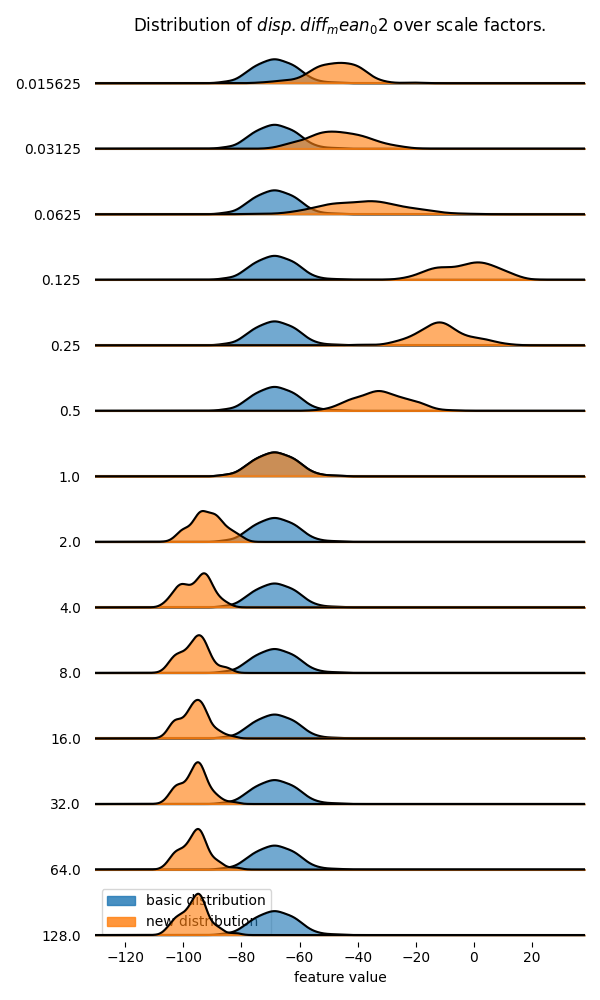 Distribution of disp.diff_mean_02 over scale factors.
0.015625
0.03125
0.0625
0.125
0.25
0.5
1.0
2.0
4.0
8.0
16.0
32.0
64.0
basic distribution
new distribution
128.0
−120 −100 −80 −60 −40 −20 0 20
feature value